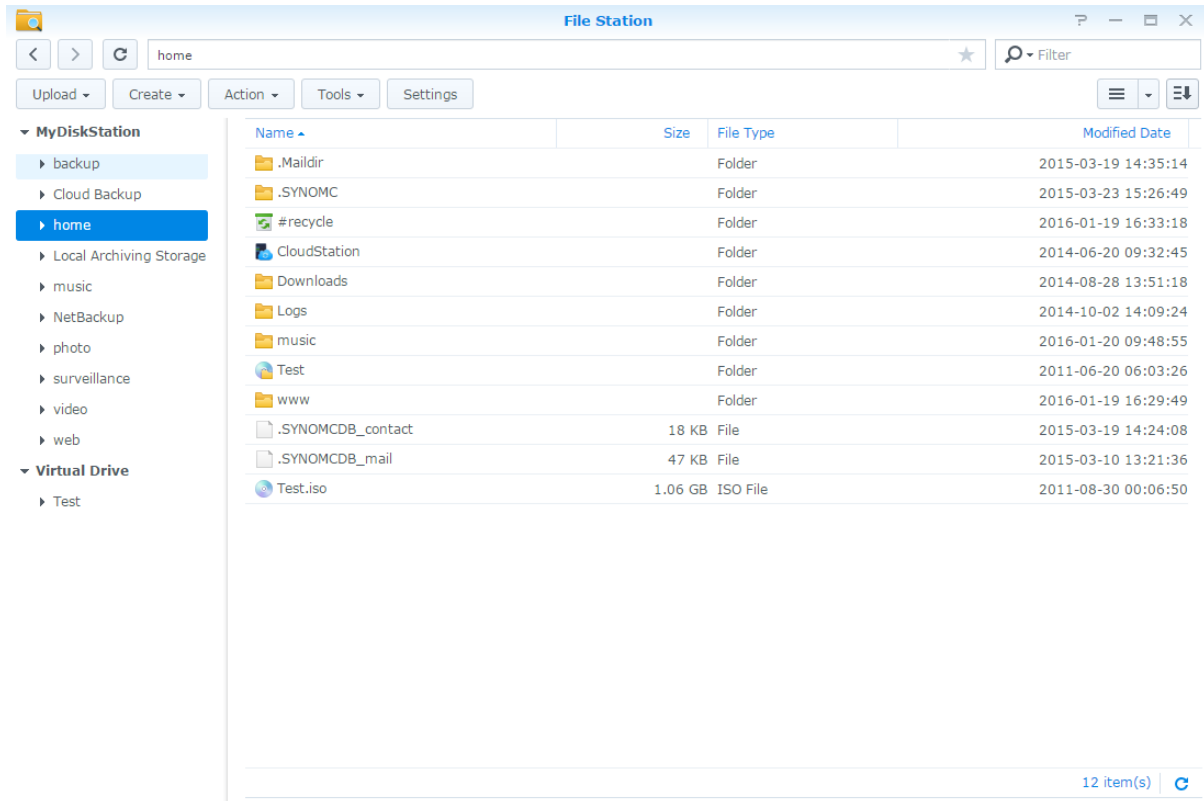 File Station
home
Filter
Upload Create Action Tools Settings
MyDiskStation
backup
Cloud Backup
home
Local Archiving Storage
music
NetBackup
photo
surveillance
video
web
Virtual Drive
Test
Name Size File Type Modified Date
.Maildir Folder 2015-03-19 14:35:14
.SYNOMC Folder 2015-03-23 15:26:49
#recycle Folder 2016-01-19 16:33:18
CloudStation Folder 2014-06-20 09:32:45
Downloads Folder 2014-08-28 13:51:18
Logs Folder 2014-10-02 14:09:24
music Folder 2016-01-20 09:48:55
Test Folder 2011-06-20 06:03:26
www Folder 2016-01-19 16:29:49
.SYNOMCDB_contact 18 KB File 2015-03-19 14:24:08
.SYNOMCDB_mail 47 KB File 2015-03-10 13:21:36
Test.iso 1.06 GB ISO File 2011-08-30 00:06:50
12 item(s)